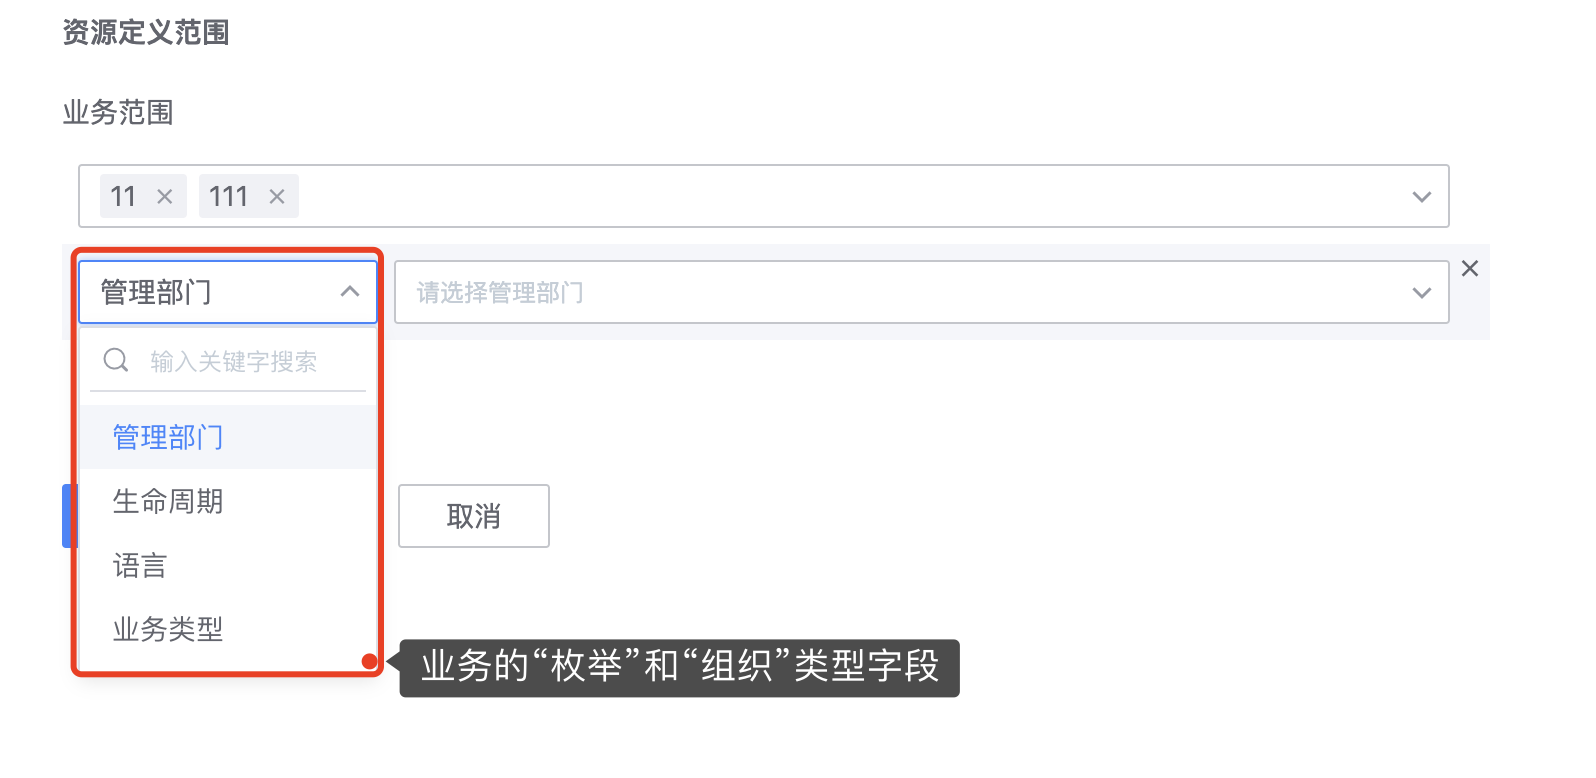 资源定义范围
业务范围
11 × 111 ×
管理部门 请选择管理部门
输入关键字搜索
管理部门
生命周期
语言
业务类型
取消
业务的“枚举”和“组织”类型字段